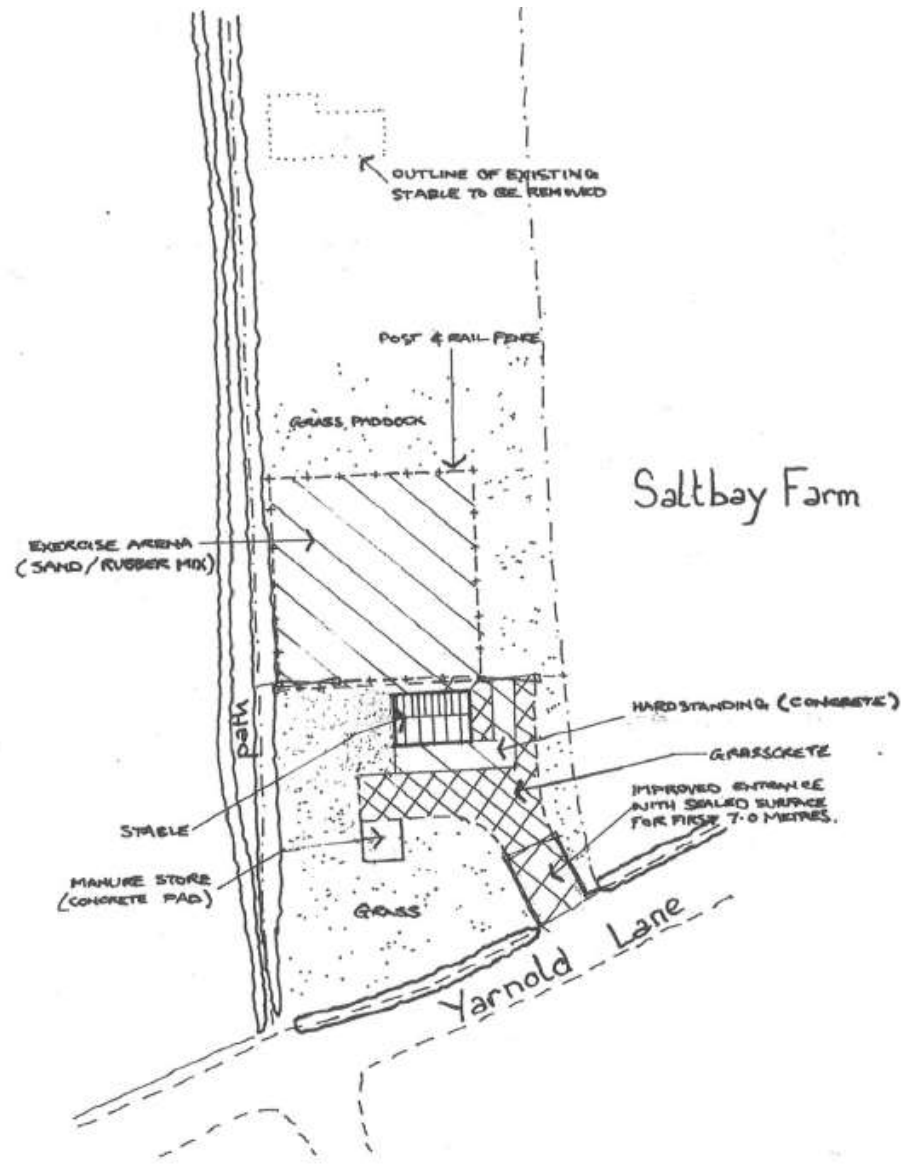 OUTLINE OF EXISTING
STABLE TO BE REMOVED
POST & RAIL FENCE
GRASS PADDOCK
Saltbay Farm
EXERCISE ARENA
(SAND/RUBBER MIX)
Path
HARDSTANDING (CONCRETE)
GRASSCRETE
IMPROVED ENTRANCE
WITH SEALED SURFACE
FOR FIRST 7.0 METRES.
STABLE
MANURE STORE
(CONCRETE PAD)
GRASS
Yarnold Lane